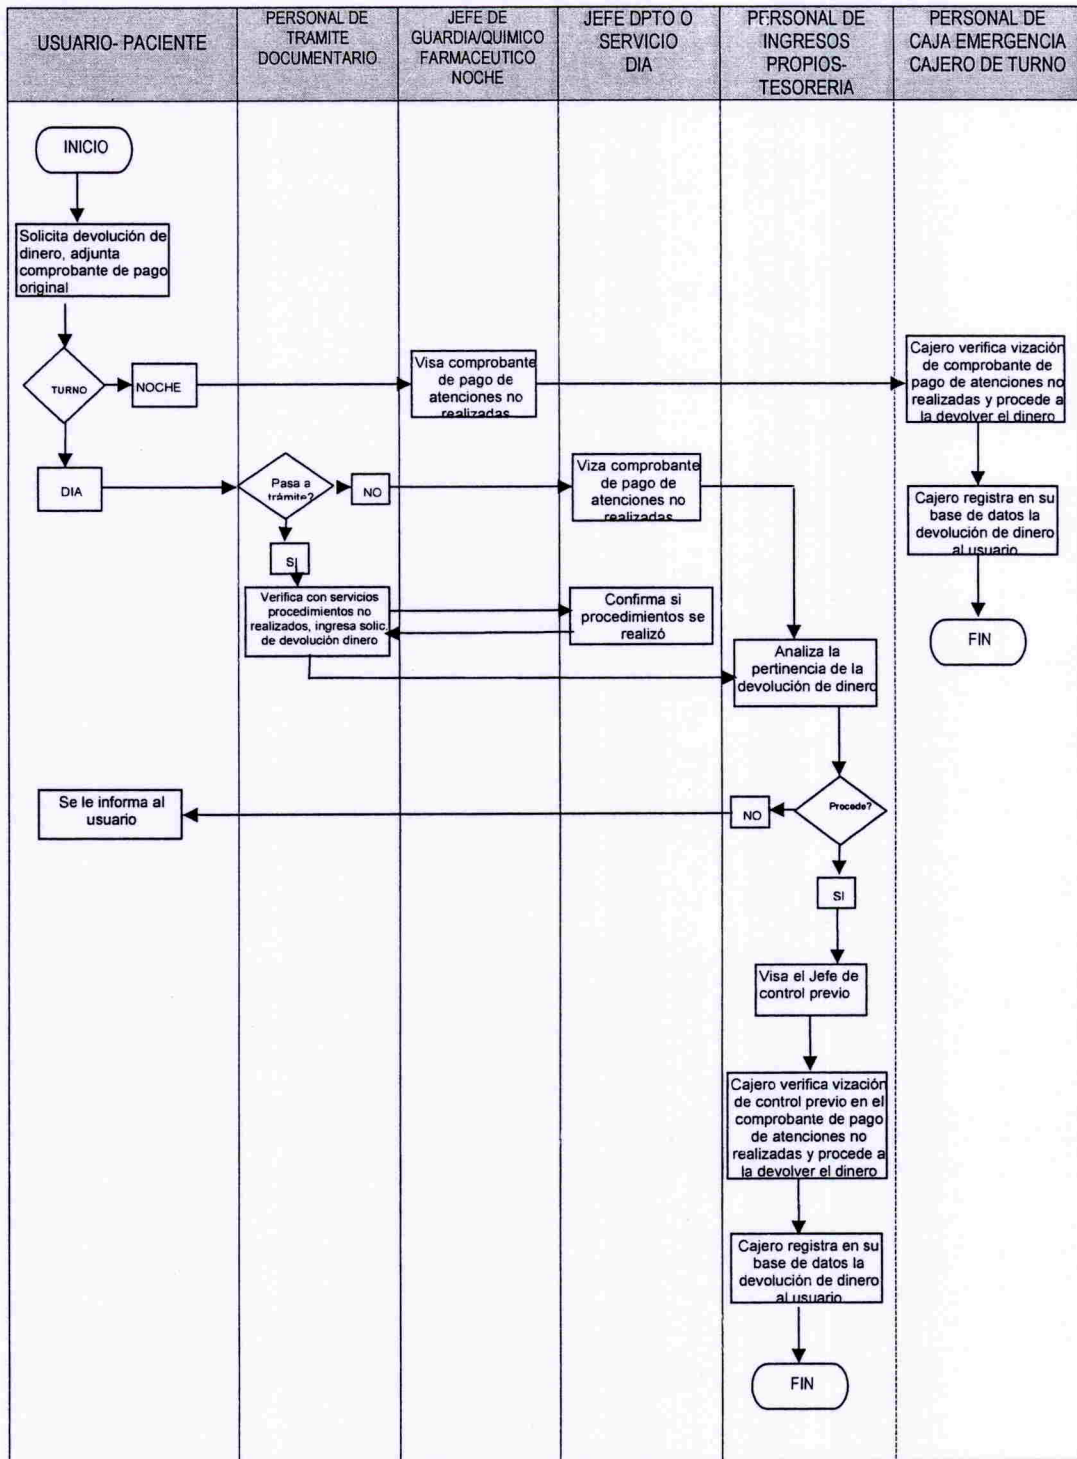 USUARIO- PACIENTE
PERSONAL DE
TRAMITE
DOCUMENTARIO
JEFE DE
GUARDIA/QUIMICO
FARMACEUTICO
NOCHE
JEFE DPTO O
SERVICIO
DIA
PERSONAL DE
INGRESOS
PROPIOS-
TESORERIA
PERSONAL DE
CAJA EMERGENCIA
CAJERO DE TURNO
INICIO
Solicita devolución de
dinero, adjunta
comprobante de pago
original
TURNO
NOCHE
Visa comprobante
de pago de
atenciones no
realizadas
Cajero verifica vización
de comprobante de
pago de atenciones no
realizadas y procede a
la devolver el dinero
DIA
Pasa a
trámite?
NO
Viza comprobante
de pago de
atenciones no
realizadas
Cajero registra en su
base de datos la
devolución de dinero
al usuario
SI
Verifica con servicios
procedimientos no
realizados, ingresa solic.
de devolución dinero
Confirma si
procedimientos se
realizó
FIN
Analiza la
pertinencia de la
devolución de dinero
Procede?
NO
Se le informa al
usuario
SI
Visa el Jefe de
control previo
Cajero verifica vización
de control previo en el
comprobante de pago
de atenciones no
realizadas y procede a
la devolver el dinero
Cajero registra en su
base de datos la
devolución de dinero
al usuario
FIN